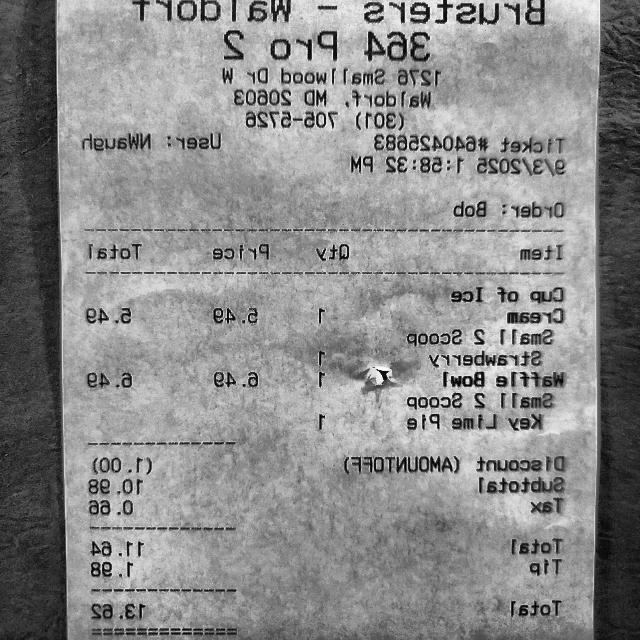 Brusters - Waldorf
364 Pro 2
1276 Smallwood Dr W
Waldorf, MD 20603
(301) 705-5726
Ticket #640425683 User: NWaugh
9/3/2025 1:58:32 PM
Order: Bob
Item Qty Price Total
Cup of Ice
Cream 1 5.49 5.49
Small 2 Scoop
Strawberry 1
Waffle Bowl 1 6.49 6.49
Small 2 Scoop
Key Lime Pie 1
Discount (AMOUNTOFF) (1.00)
Subtotal 10.98
Tax 0.66
Total 11.64
Tip 1.98
Total 13.62